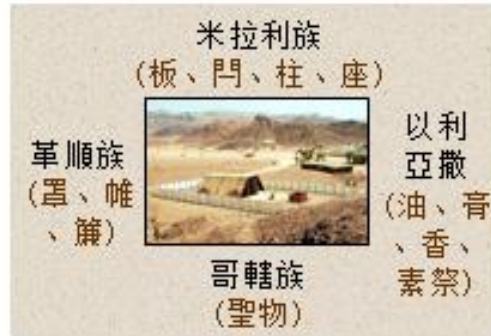 米拉利族
(板、閂、柱、座)
革順族
(罩、帷
、簾)
以利
亞撒
(油、膏
、香、
素祭)
哥轄族
(聖物)